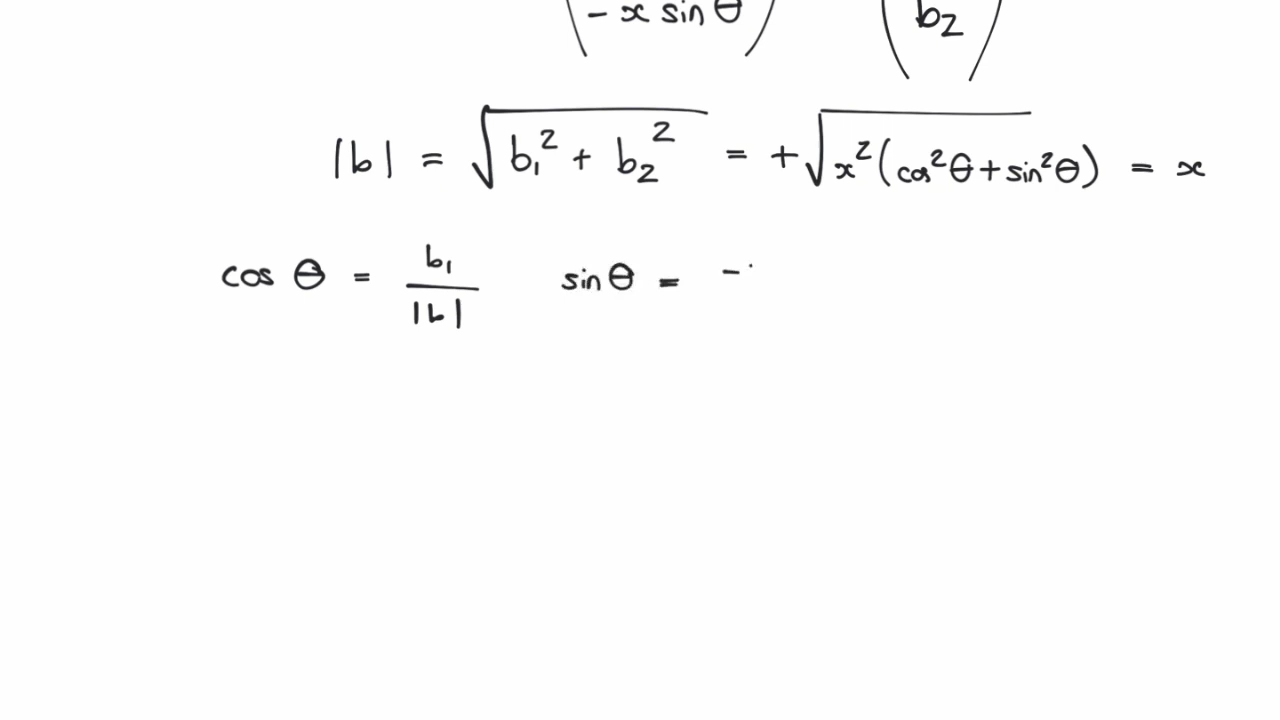 - x sin θ b₂
|b| = √b₁² + b₂² = +√x²(cos²θ+sin²θ) = x
cos θ = b₁/|b| sin θ = -